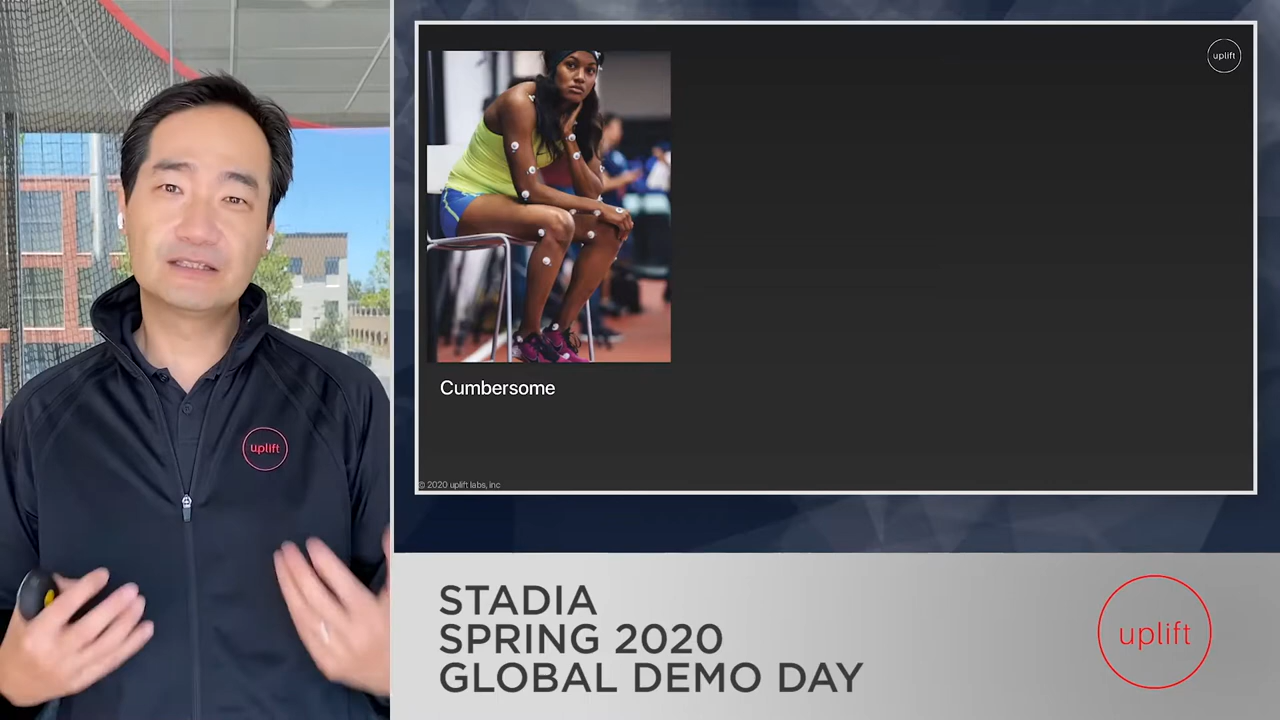 uplift
uplift
Cumbersome
© 2020 uplift labs, inc
STADIA
SPRING 2020
GLOBAL DEMO DAY
uplift